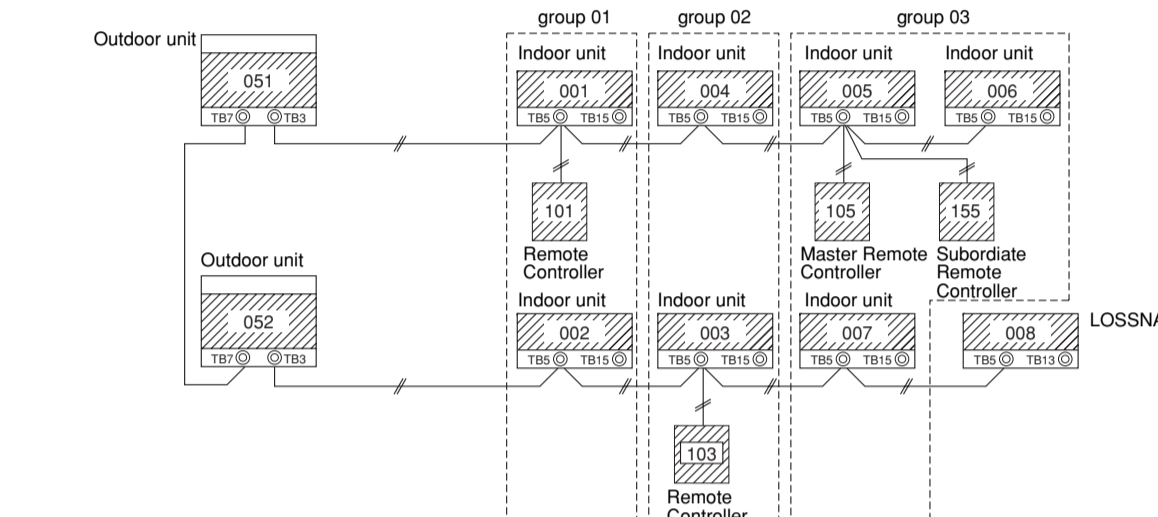 group 01
group 02
group 03
Outdoor unit
051
TB7 TB3
Indoor unit
001
TB5 TB15
Indoor unit
004
TB5 TB15
Indoor unit
005
TB5 TB15
Indoor unit
006
TB5 TB15
101
Remote
Controller
105
Master Remote
Controller
155
Subordiate
Remote
Controller
Outdoor unit
052
TB7 TB3
Indoor unit
002
TB5 TB15
Indoor unit
003
TB5 TB15
Indoor unit
007
TB5 TB15
008
TB5 TB13
LOSSNA
103
Remote
Controller